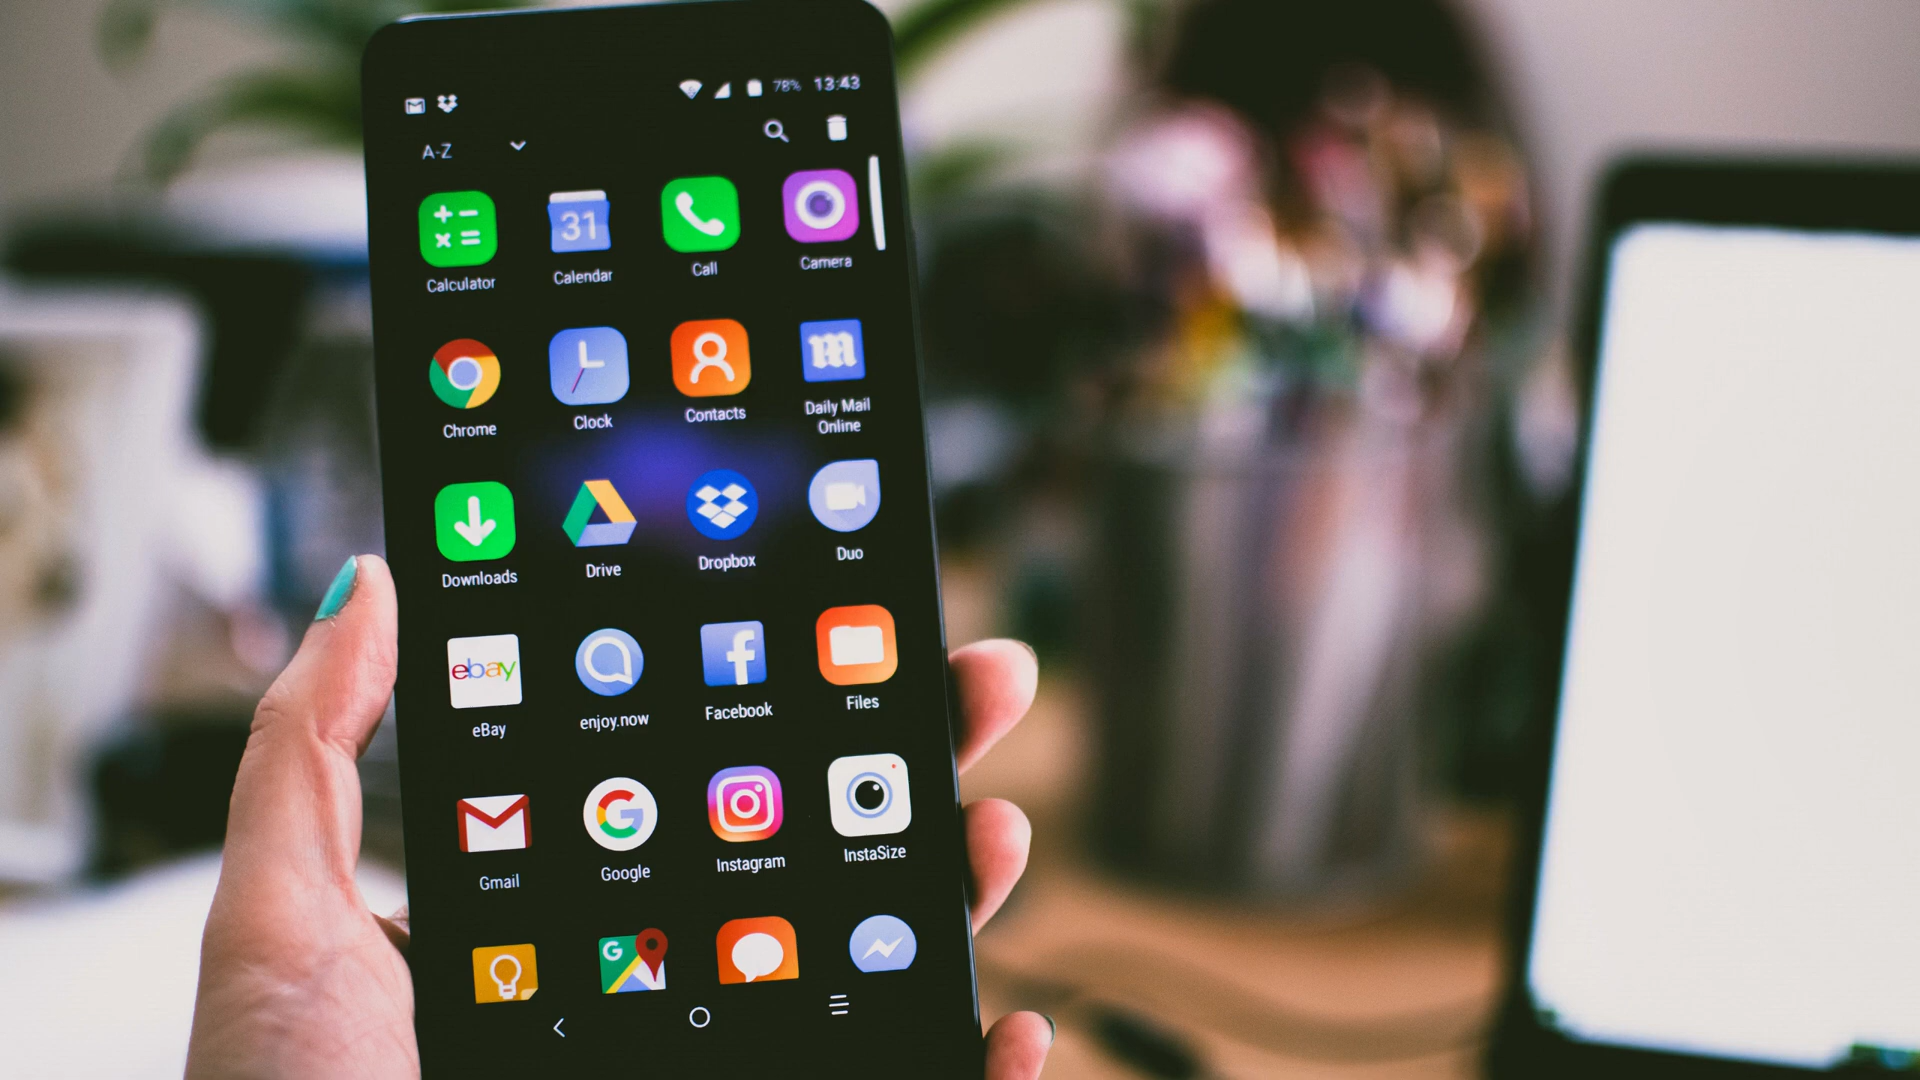 78% 13:43
A-Z
31
Calculator Calendar Call Camera
m
Chrome Clock Contacts Daily Mail
Online
Downloads Drive Dropbox Duo
ebay
f
eBay enjoy.now Facebook Files
G
Gmail Google Instagram InstaSize
G